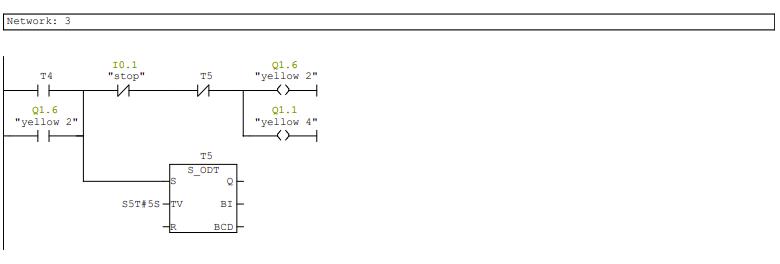 Network: 3
I0.1 Q1.6
T4 "stop" T5 "yellow 2"
Q1.6 Q1.1
"yellow 2" "yellow 4"
T5
S_ODT
S Q
S5T#5S TV BI
R BCD